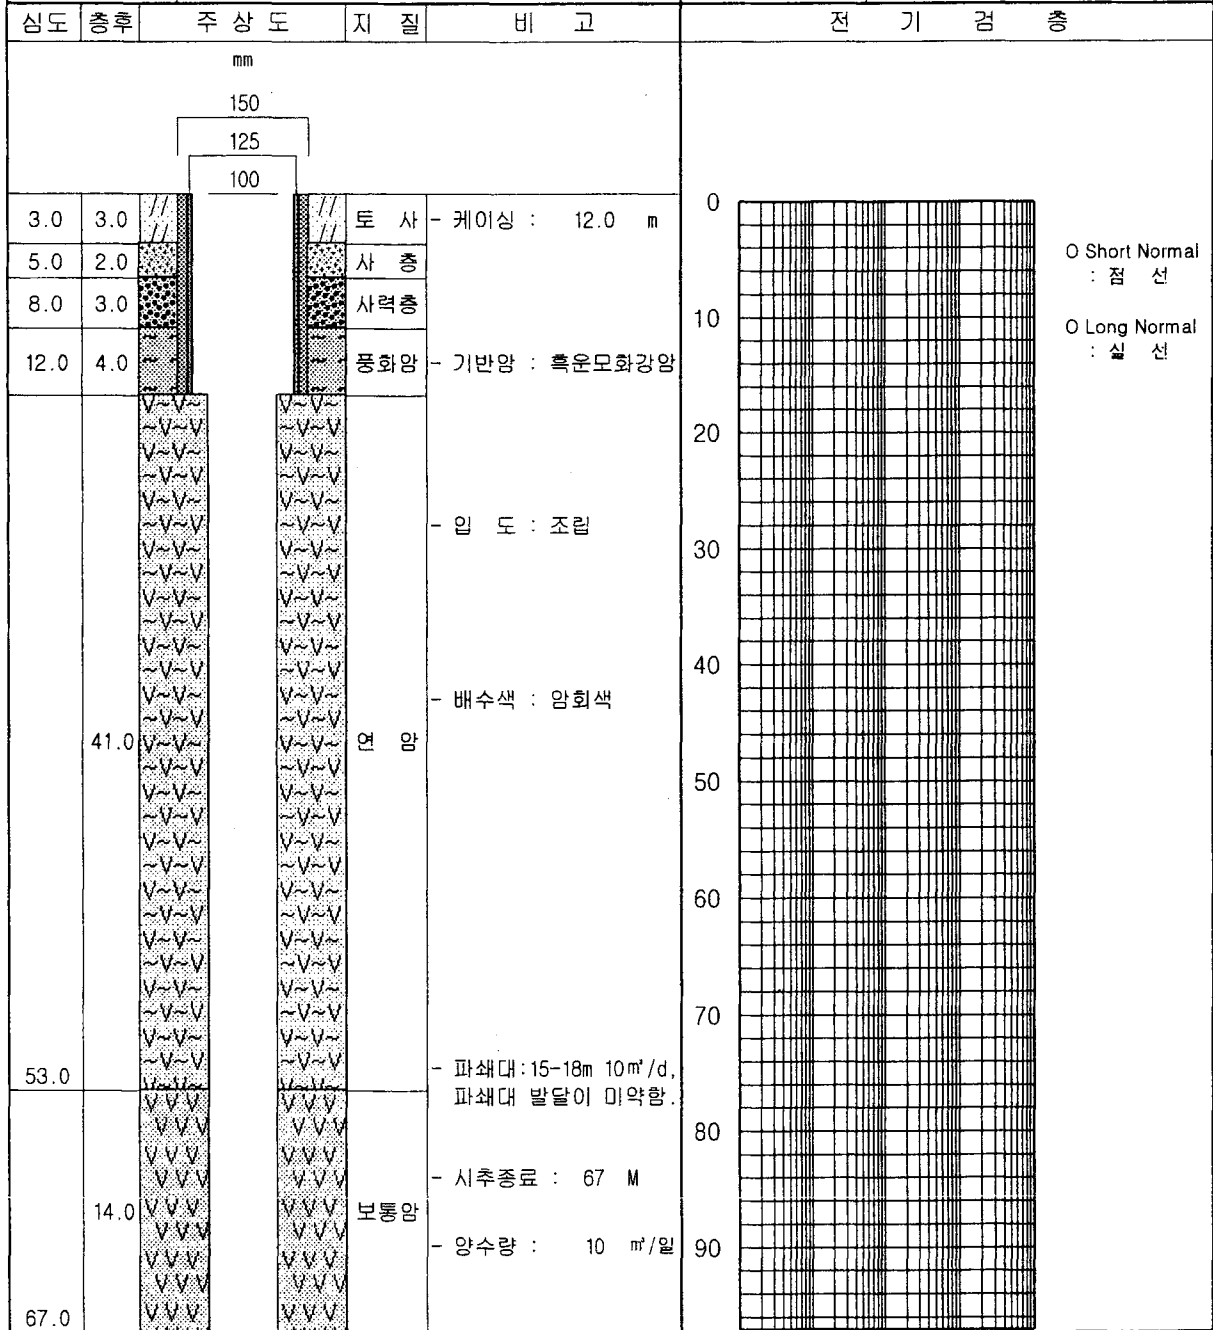 심도 층후 주 상 도 지 질 비 고 전 기 검 층
mm
150
125
100
3.0 3.0 토 사 - 케이싱 : 12.0 m
5.0 2.0 사 층
8.0 3.0 사력층
12.0 4.0 풍화암 - 기반암 : 흑운모화강암
- 입 도 : 조립
- 배수색 : 암회색
41.0 연 암
53.0
- 파쇄대:15-18m 10㎥/d,
파쇄대 발달이 미약함.
- 시추종료 : 67 M
14.0 보통암
- 양수량 : 10 ㎥/일
67.0
0
10
20
30
40
50
60
70
80
90
O Short Normal
: 점 선
O Long Normal
: 실 선